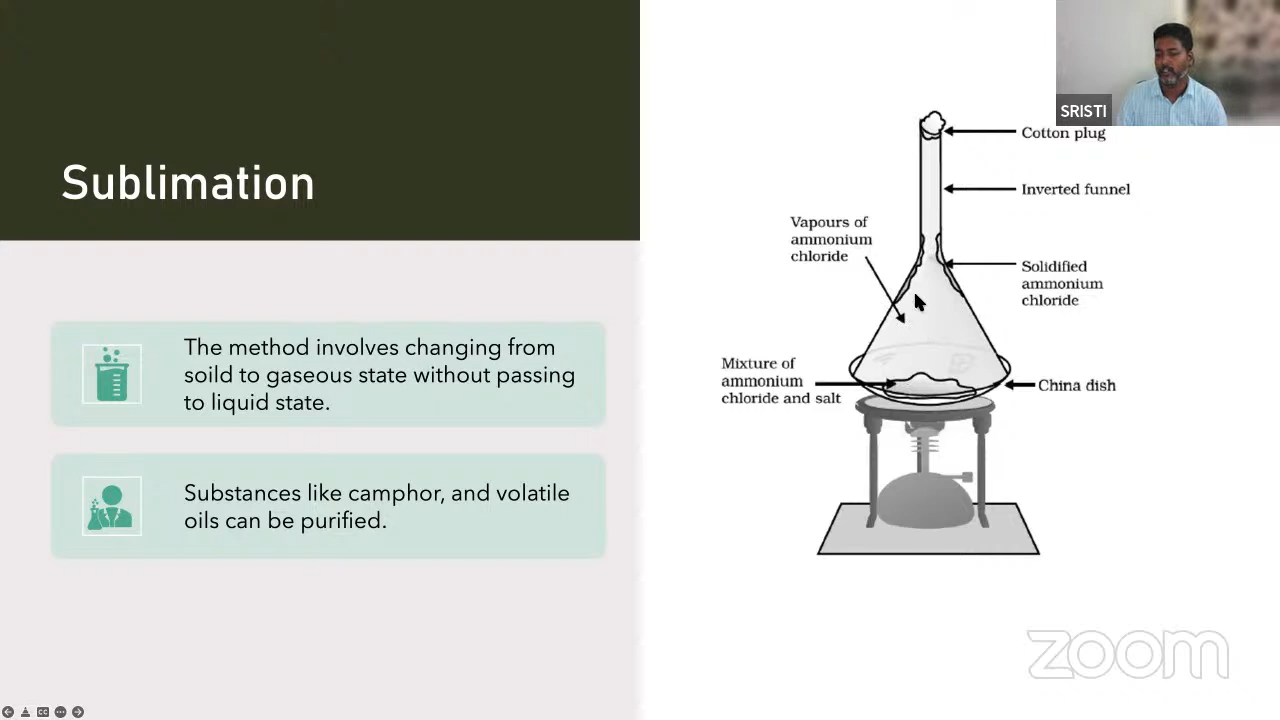 Sublimation
The method involves changing from
soild to gaseous state without passing
to liquid state.
Substances like camphor, and volatile
oils can be purified.
SRISTI
Cotton plug
Inverted funnel
Vapours of
ammonium
chloride
Solidified
ammonium
chloride
Mixture of
ammonium
chloride and salt
China dish
zoom
CC